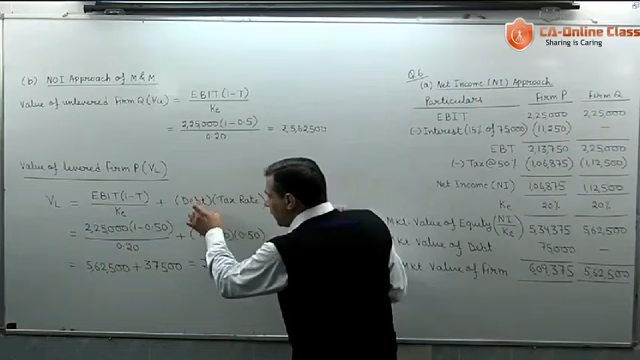 CA-Online Class
Sharing is Caring
(b) NOI Approach of M & M
Value of unlevered firm Q (Vu) = EBIT(1-T)
Ke
= 2,25,000(1-0.5)
0.20
= 5,62,500
Value of levered firm P (VL)
VL = EBIT(1-T)
Ke
+ (Debt)(Tax Rate)
= 2,25,000(1-0.50)
0.20
+ (0.50)
= 5,62,500 + 37,500 =
Q6
(a) Net Income (NI) Approach
Particulars Firm P Firm Q
EBIT 2,25,000 2,25,000
(-) Interest (15% of 75,000) (11,250) —
EBT 2,13,750 2,25,000
(-) Tax @ 50% (1,06,875) (1,12,500)
Net Income (NI) 1,06,875 1,12,500
Ke 20% 20%
Mkt Value of Equity (NI/Ke) 5,34,375 5,62,500
Value of Debt 75,000 —
Mkt Value of Firm 6,09,375 5,62,500